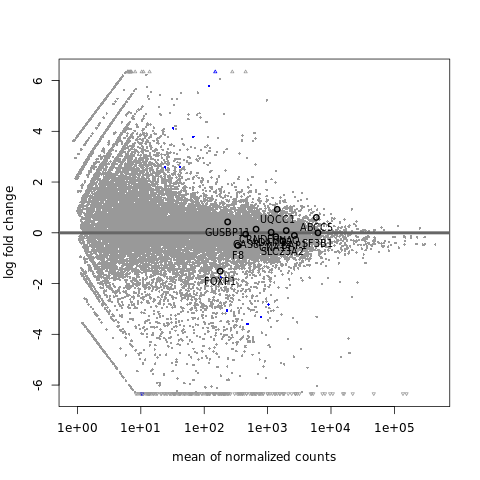 log fold change
6
4
2
0
-2
-4
-6
UQCC1
ABCC5
GUSBP11
SF3B1
SLC23A2
F8
FOXP1
1e+00 1e+01 1e+02 1e+03 1e+04 1e+05
mean of normalized counts